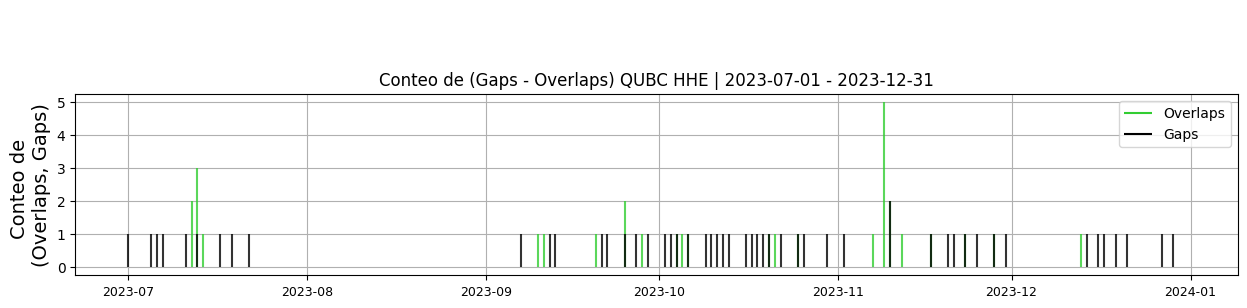 Conteo de (Gaps - Overlaps) QUBC HHE | 2023-07-01 - 2023-12-31
Conteo de
(Overlaps, Gaps)
5
4
3
2
1
0
Overlaps
Gaps
2023-07
2023-08
2023-09
2023-10
2023-11
2023-12
2024-01